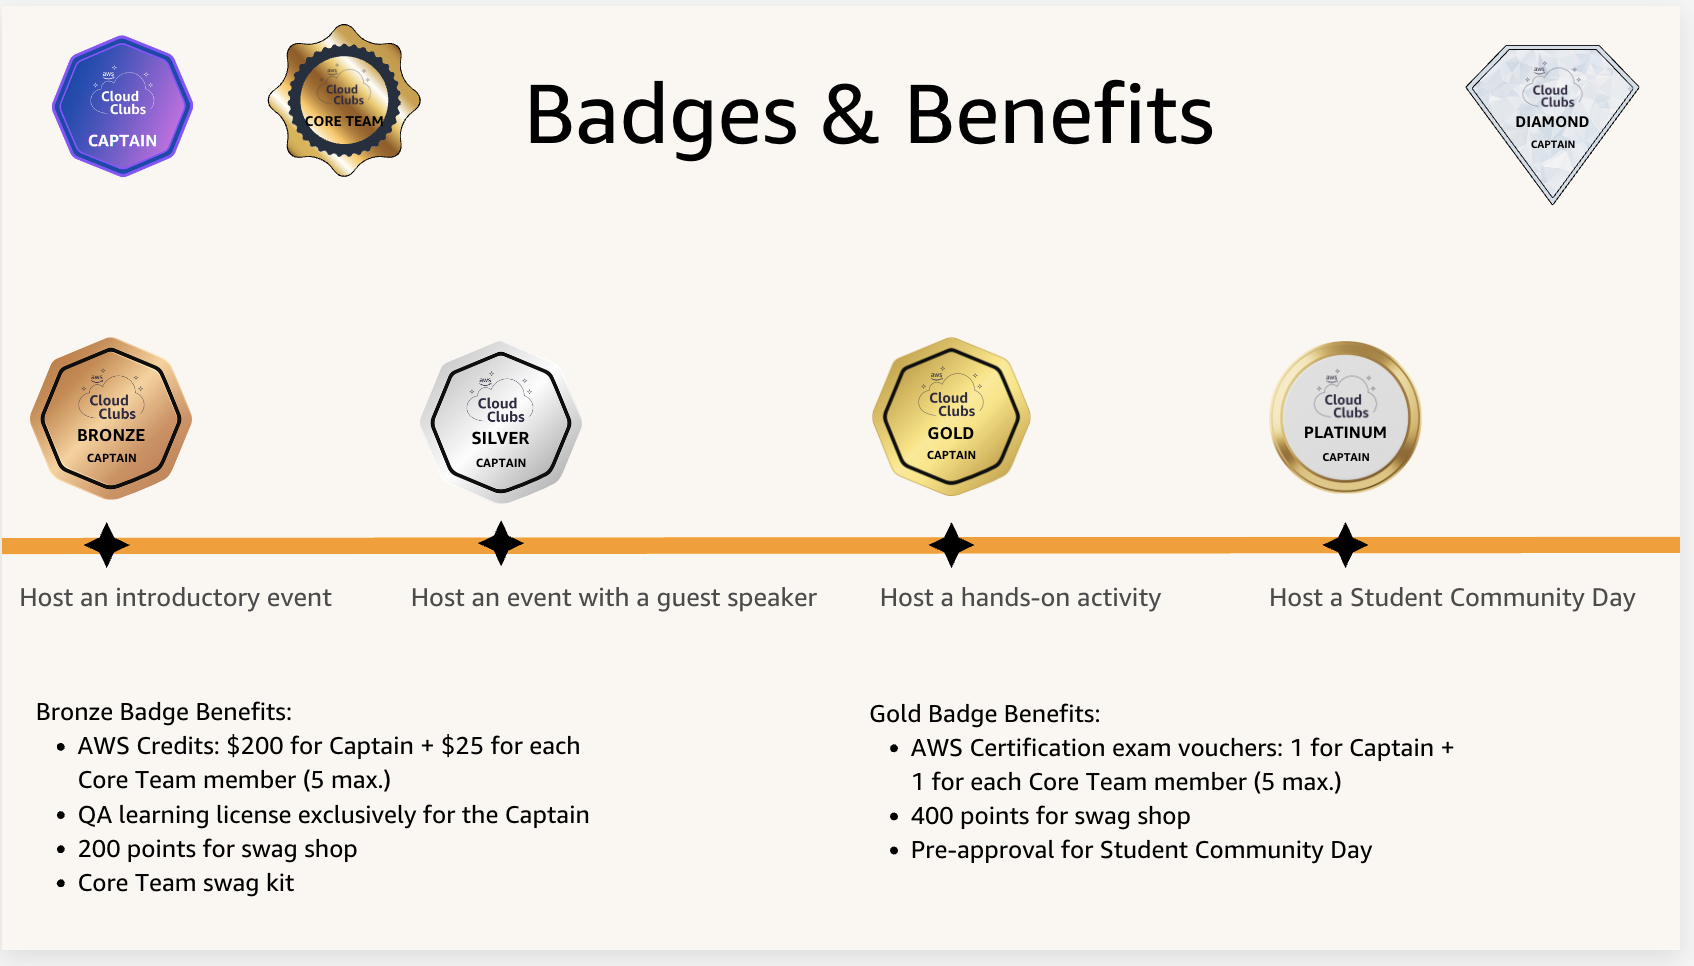 aws
Cloud
Clubs
CAPTAIN
aws
Cloud
Clubs
CORE TEAM
Badges & Benefits
aws
Cloud
Clubs
DIAMOND
CAPTAIN
aws
Cloud
Clubs
BRONZE
CAPTAIN
aws
Cloud
Clubs
SILVER
CAPTAIN
aws
Cloud
Clubs
GOLD
CAPTAIN
aws
Cloud
Clubs
PLATINUM
CAPTAIN
Host an introductory event
Host an event with a guest speaker
Host a hands-on activity
Host a Student Community Day
Bronze Badge Benefits:
• AWS Credits: $200 for Captain + $25 for each
Core Team member (5 max.)
• QA learning license exclusively for the Captain
• 200 points for swag shop
• Core Team swag kit
Gold Badge Benefits:
• AWS Certification exam vouchers: 1 for Captain +
1 for each Core Team member (5 max.)
• 400 points for swag shop
• Pre-approval for Student Community Day